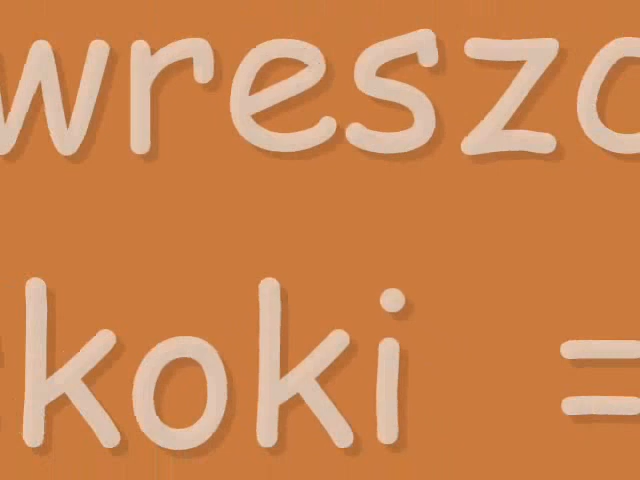 wreszc
koki =